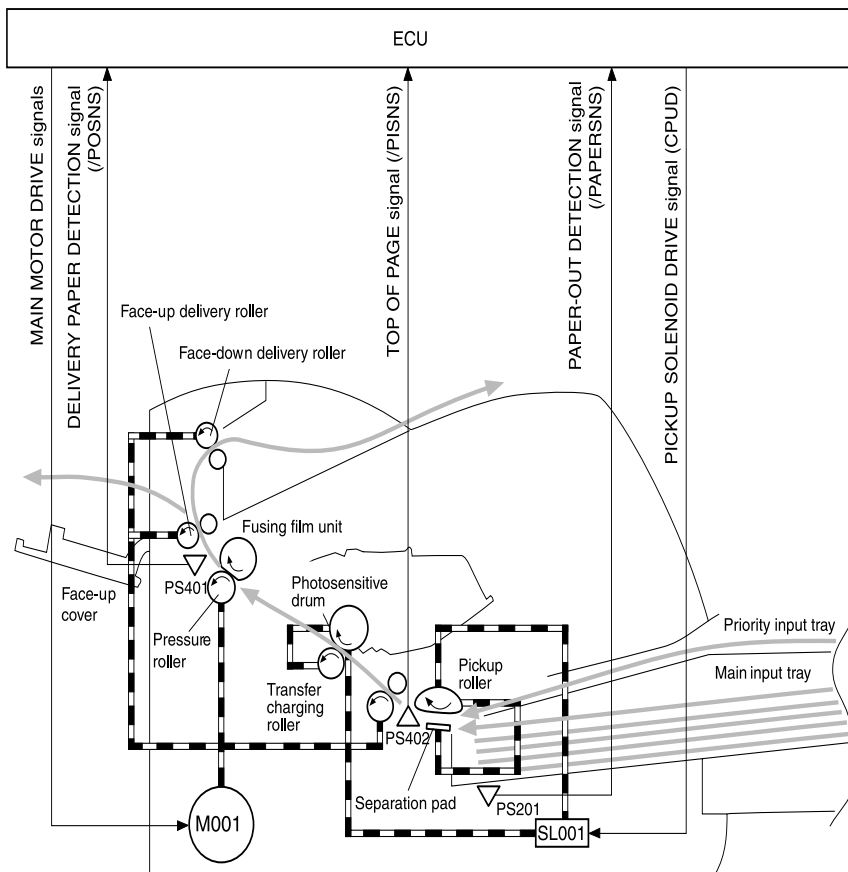 ECU
MAIN MOTOR DRIVE signals
DELIVERY PAPER DETECTION signal
(/POSNS)
TOP OF PAGE signal (/PISNS)
PAPER-OUT DETECTION signal
(/PAPERSNS)
PICKUP SOLENOID DRIVE signal (CPUD)
Face-up delivery roller
Face-down delivery roller
Fusing film unit
PS401
Face-up
cover
Pressure
roller
Photosensitive
drum
Transfer
charging
roller
Pickup
roller
Priority input tray
Main input tray
PS402
Separation pad
PS201
M001
SL001